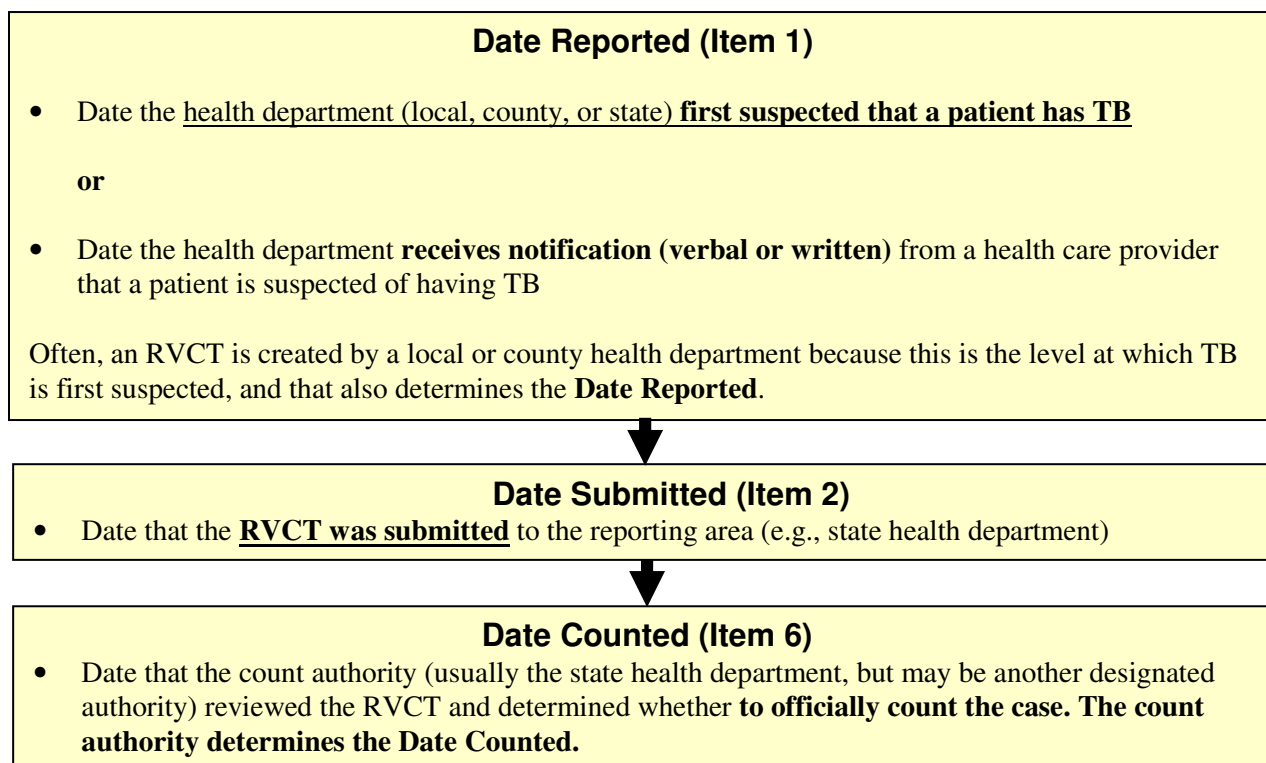 Date Reported (Item 1)
• Date the health department (local, county, or state) first suspected that a patient has TB
or
• Date the health department receives notification (verbal or written) from a health care provider
that a patient is suspected of having TB
Often, an RVCT is created by a local or county health department because this is the level at which TB
is first suspected, and that also determines the Date Reported.
Date Submitted (Item 2)
• Date that the RVCT was submitted to the reporting area (e.g., state health department)
Date Counted (Item 6)
• Date that the count authority (usually the state health department, but may be another designated
authority) reviewed the RVCT and determined whether to officially count the case. The count
authority determines the Date Counted.